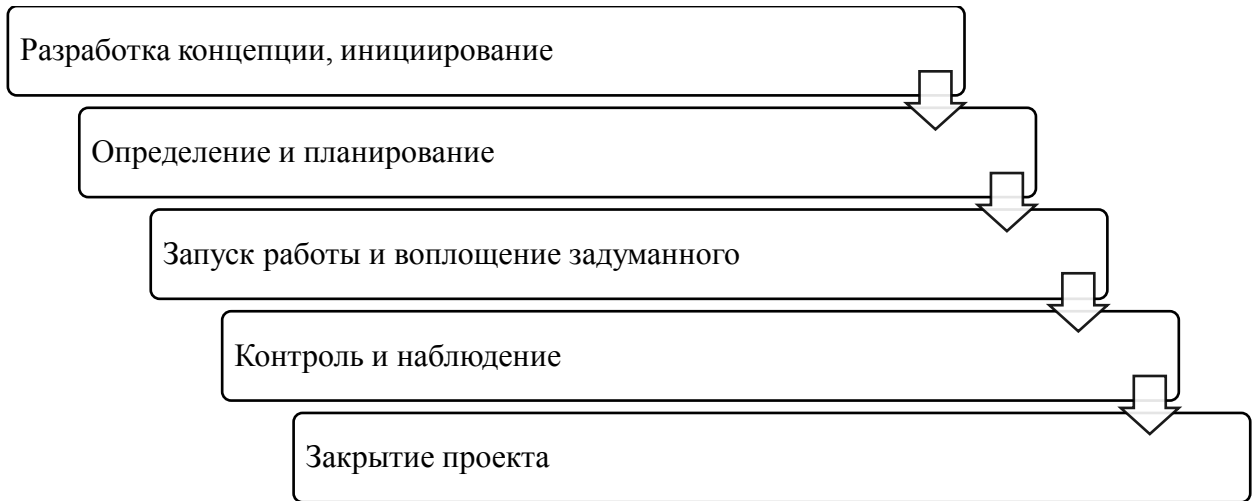 Разработка концепции, инициирование
Определение и планирование
Запуск работы и воплощение задуманного
Контроль и наблюдение
Закрытие проекта